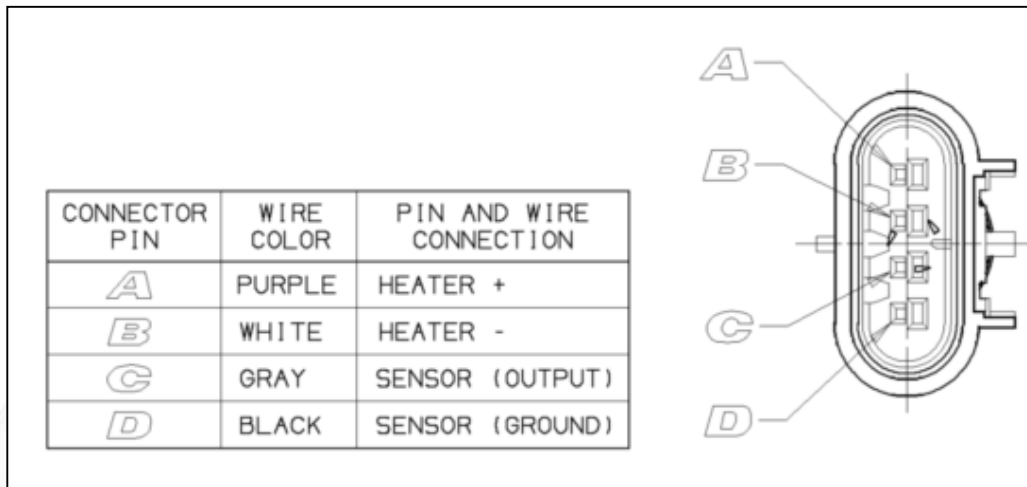 CONNECTOR PIN WIRE COLOR PIN AND WIRE CONNECTION
A PURPLE HEATER +
B WHITE HEATER -
C GRAY SENSOR (OUTPUT)
D BLACK SENSOR (GROUND)
A
B
C
D